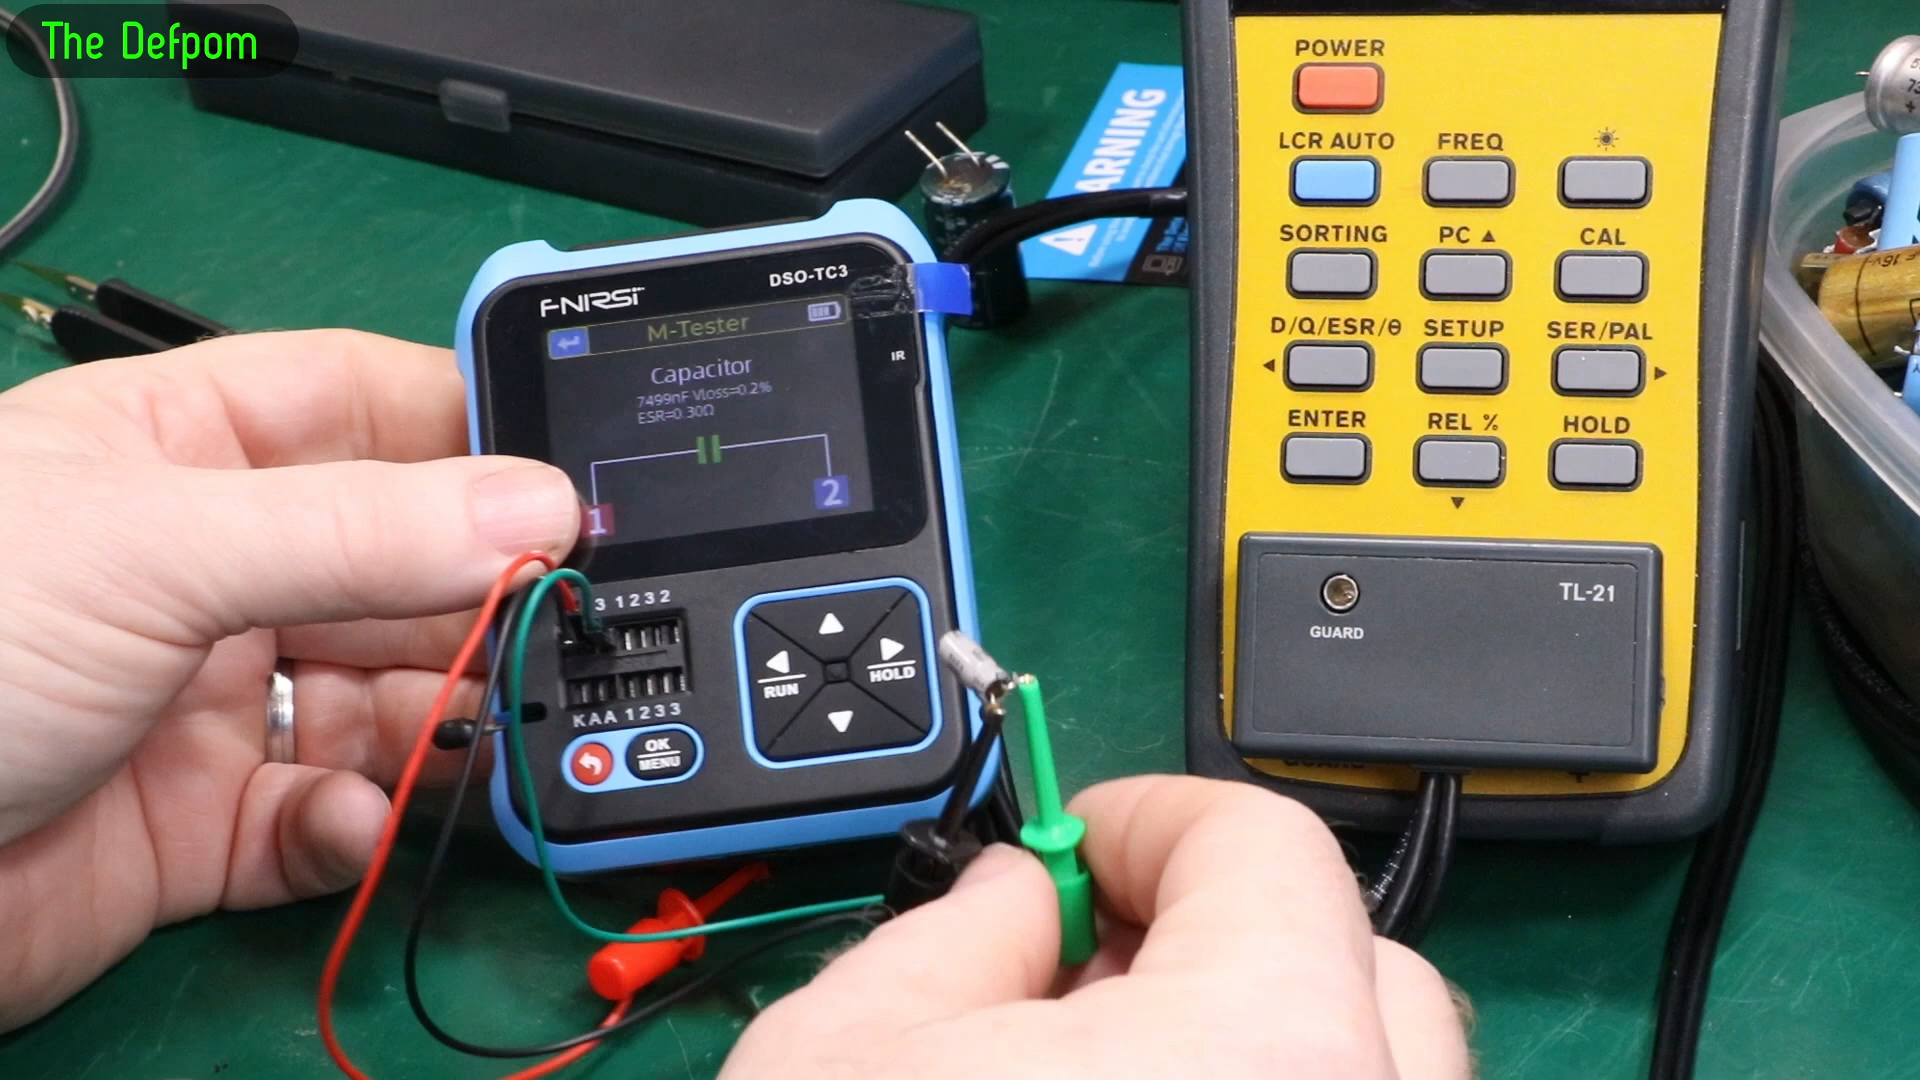 The Defpom
FNIRSI
DSO-TC3
M-Tester
Capacitor
7499nF Vloss=0.2%
ESR=0.30Ω
1
2
IR
3 1 2 3 2
K A A 1 2 3 3
OK
MENU
RUN
HOLD
WARNING
POWER
LCR AUTO
FREQ
SORTING
PC ▲
CAL
D/Q/ESR/θ
SETUP
SER/PAL
ENTER
REL %
HOLD
GUARD
TL-21